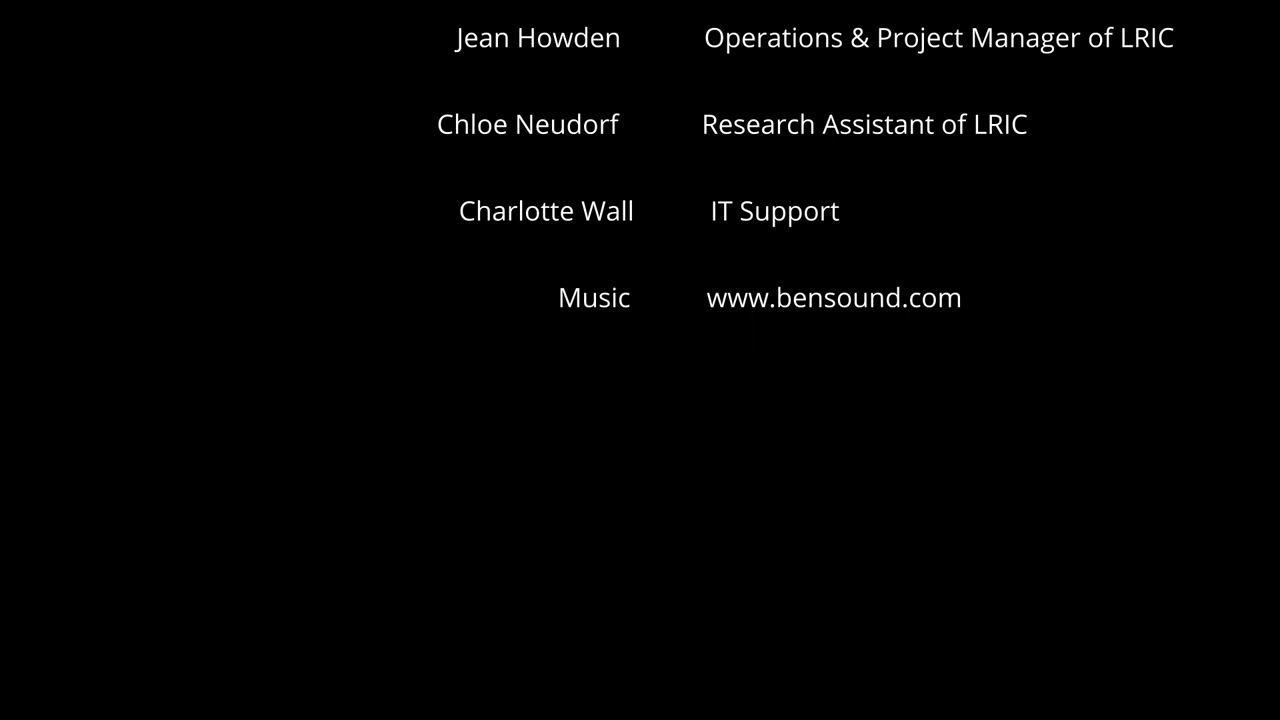 Jean Howden Operations & Project Manager of LRIC
Chloe Neudorf Research Assistant of LRIC
Charlotte Wall IT Support
Music www.bensound.com